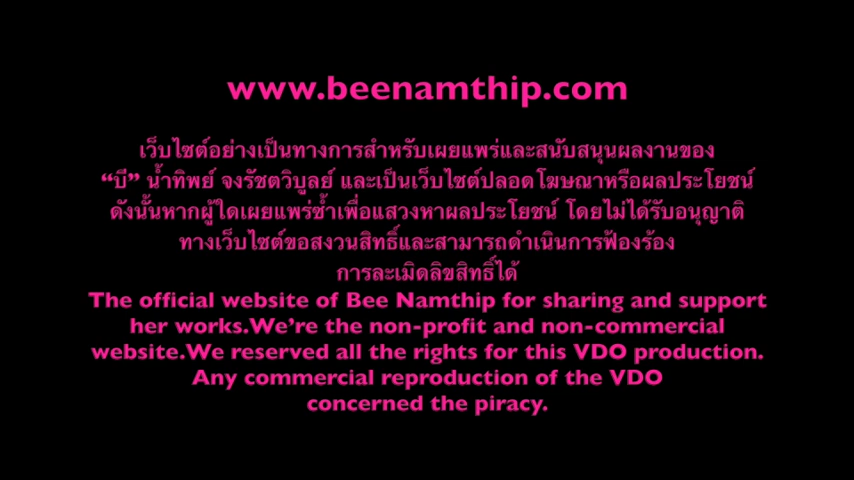 www.beenamthip.com
เว็บไซต์อย่างเป็นทางการสำหรับเผยแพร่และสนับสนุนผลงานของ
“บี” น้ำทิพย์ จงรัชตวิบูลย์ และเป็นเว็บไซต์ปลอดโฆษณาหรือผลประโยชน์
ดังนั้นหากผู้ใดเผยแพร่ซ้ำเพื่อแสวงหาผลประโยชน์ โดยไม่ได้รับอนุญาติ
ทางเว็บไซต์ขอสงวนสิทธิ์และสามารถดำเนินการฟ้องร้อง
การละเมิดลิขสิทธิ์ได้
The official website of Bee Namthip for sharing and support
her works.We’re the non-profit and non-commercial
website.We reserved all the rights for this VDO production.
Any commercial reproduction of the VDO
concerned the piracy.